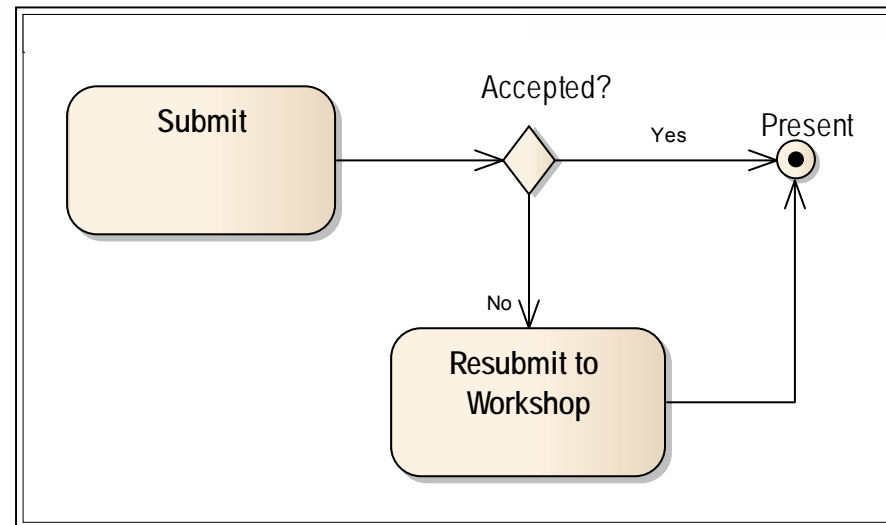 Submit
Accepted?
Yes
Present
No
Resubmit to
Workshop